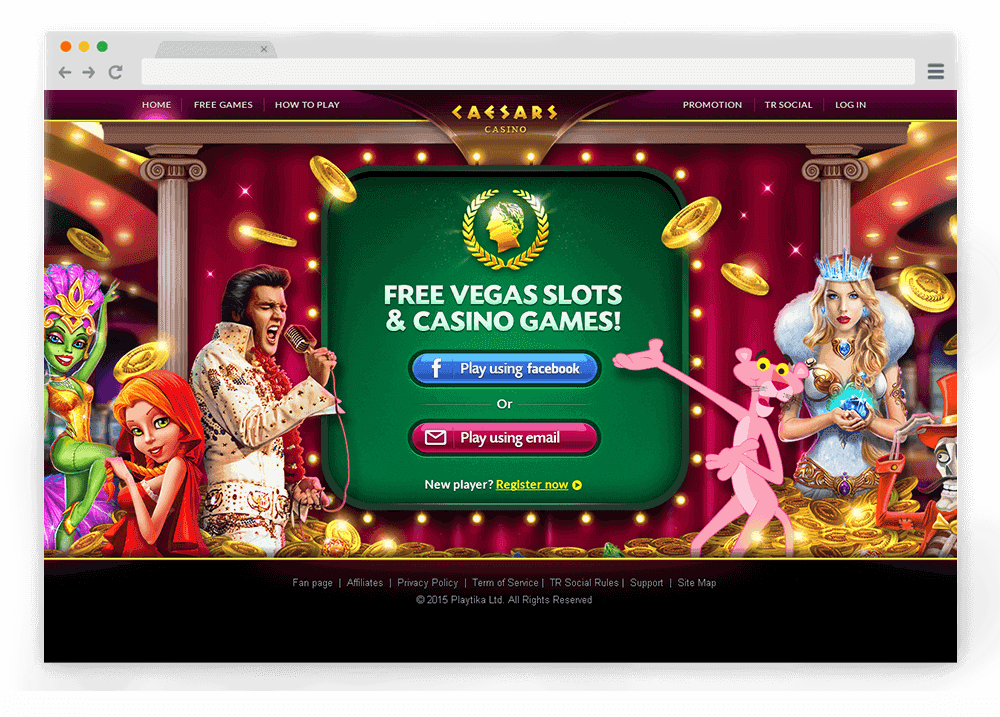 HOME FREE GAMES HOW TO PLAY
CAESARS
CASINO
PROMOTION TR SOCIAL LOG IN
FREE VEGAS SLOTS
& CASINO GAMES!
f Play using facebook
Or
Play using email
New player? Register now
Fan page | Affiliates | Privacy Policy | Term of Service | TR Social Rules | Support | Site Map
© 2015 Playtika Ltd. All Rights Reserved